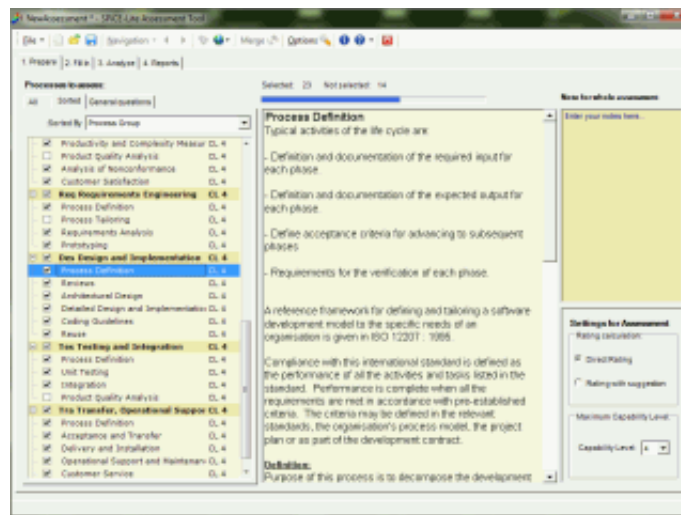 NewAssessment * - SPICE-Lite Assessment Tool
File Navigation Merge Options
1. Prepare 2. Fill in 3. Analyse 4. Reports
Processes to assess:
All Sorted General questions
Sorted By Process Group
Productivity and Complexity Measur CL 4
Product Quality Analysis CL 4
Analysis of Nonconformance CL 4
Customer Satisfaction CL 4
Req Requirements Engineering CL 4
Process Definition CL 4
Process Tailoring CL 4
Requirements Analysis CL 4
Prototyping CL 4
Des Design and Implementation CL 4
Process Definition CL 4
Reviews CL 4
Architectural Design CL 4
Detailed Design and Implementation CL 4
Coding Guidelines CL 4
Reuse CL 4
Tes Testing and Integration CL 4
Process Definition CL 4
Unit Testing CL 4
Integration CL 4
Product Quality Analysis CL 4
Tra Transfer, Operational Suppor CL 4
Process Definition CL 4
Acceptance and Transfer CL 4
Delivery and Installation CL 4
Operational Support and Maintenanc CL 4
Customer Service CL 4
Selected: 23 Not selected: 14
Process Definition
Typical activities of the life cycle are:
- Definition and documentation of the required input for
each phase.
- Definition and documentation of the expected output for
each phase.
- Define acceptance criteria for advancing to subsequent
phases
- Requirements for the verification of each phase.
A reference framework for defining and tailoring a software
development model to the specific needs of an
organisation is given in ISO 12207 : 1995.
Compliance with this international standard is defined as
the performance of all the activities and tasks listed in the
standard. Performance is complete when all the
requirements are met in accordance with pre-established
criteria. The criteria may be defined in the relevant
standards, the organisation's process model, the project
plan or as part of the development contract.
Definition:
Purpose of this process is to decompose the development
Note for whole assessment
Enter your notes here...
Settings for Assessment
Rating calculation:
Direct Rating
Rating with suggestion
Maximum Capability Level:
Capability Level: 4